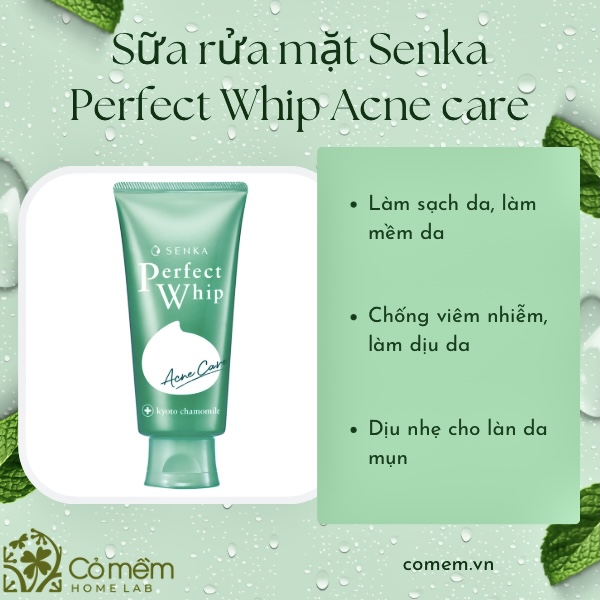 Sữa rửa mặt Senka
Perfect Whip Acne care
SENKA
Perfect
Whip
Acne Care
kyoto chamomile
Làm sạch da, làm
mềm da
Chống viêm nhiễm,
làm dịu da
Dịu nhẹ cho làn da
mụn
Cỏ mềm
HOME LAB
comem.vn